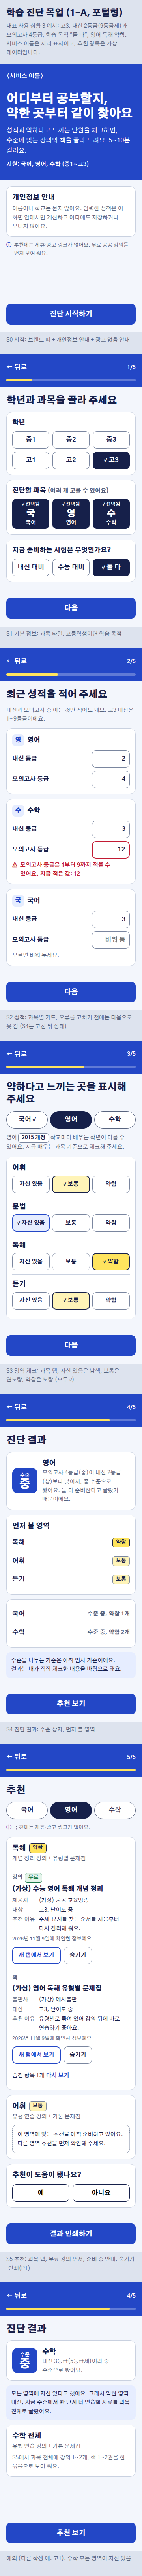 학습 진단 목업 (1-A, 포털형)
대표 사용 상황 3 예시: 고3, 내신 2등급(9등급제)과
모의고사 4등급, 학습 목적 “둘 다”, 영어 독해 약함.
서비스 이름은 자리 표시이고, 추천 항목은 가상
데이터입니다.
(서비스 이름)
어디부터 공부할지,
약한 곳부터 같이 찾아요
성적과 약하다고 느끼는 단원을 체크하면,
수준에 맞는 강의와 책을 골라 드려요. 5~10분
걸려요.
지원: 국어, 영어, 수학 (중1~고3)
개인정보 안내
이름이나 학교는 묻지 않아요. 입력한 성적은 이
화면 안에서만 계산하고 어디에도 저장하거나
보내지 않아요.
ⓘ 추천에는 제휴·광고 링크가 없어요. 무료 공공 강의를
먼저 보여 줘요.
진단 시작하기
S0 시작: 브랜드 띠 + 개인정보 안내 + 광고 없음 안내
← 뒤로 1/5
학년과 과목을 골라 주세요
학년
중1 중2 중3
고1 고2 ✓ 고3
진단할 과목 (여러 개 고를 수 있어요)
✓ 선택됨 ✓ 선택됨 ✓ 선택됨
국 영 수
국어 영어 수학
지금 준비하는 시험은 무엇인가요?
내신 대비 수능 대비 ✓ 둘 다
다음
S1 기본 정보: 과목 타일, 고등학생이면 학습 목적
← 뒤로 2/5
최근 성적을 적어 주세요
내신과 모의고사 중 아는 것만 적어도 돼요. 고3 내신은
1~9등급이에요.
영 영어
내신 등급 2
모의고사 등급 4
수 수학
내신 등급 3
모의고사 등급 12
⚠ 모의고사 등급은 1부터 9까지 적을 수
있어요. 지금 적은 값: 12
국 국어
내신 등급 3
모의고사 등급 비워 둠
모르면 비워 두세요.
다음
S2 성적: 과목별 카드, 오류를 고치기 전에는 다음으로
못 감 (S4는 고친 뒤 상태)
← 뒤로 3/5
약하다고 느끼는 곳을 표시해
주세요
국어 ✓ 영어 수학
영어 2015 개정 학교마다 배우는 학년이 다를 수
있어요. 지금 배우는 과목 기준으로 체크해 주세요.
어휘
자신 있음 ✓ 보통 약함
문법
✓ 자신 있음 보통 약함
독해
자신 있음 보통 ✓ 약함
듣기
자신 있음 ✓ 보통 약함
다음
S3 영역 체크: 과목 탭, 자신 있음은 남색, 보통은
연노랑, 약함은 노랑 (모두 ✓)
← 뒤로 4/5
진단 결과
수준
중
영어
모의고사 4등급(중)이 내신 2등급
(상)보다 낮아서, 중 수준으로
봤어요. 둘 다 준비한다고 골랐기
때문이에요.
먼저 볼 영역
독해 약함
어휘 보통
듣기 보통
국어 수준 중, 약함 1개
수학 수준 중, 약함 2개
수준을 나누는 기준은 아직 임시 기준이에요.
결과는 내가 직접 체크한 내용을 바탕으로 해요.
추천 보기
S4 진단 결과: 수준 상자, 먼저 볼 영역
← 뒤로 5/5
추천
국어 영어 수학
ⓘ 추천에는 제휴·광고 링크가 없어요.
독해 약함
개념 정리 강의 + 유형별 문제집
강의 무료
(가상) 수능 영어 독해 개념 정리
제공처 (가상) 공공 교육방송
대상 고3, 난이도 중
추천 이유 주제·요지를 찾는 순서를 처음부터
다시 정리해 줘요.
2026년 11월 9일에 확인한 정보예요
새 탭에서 보기 숨기기
책
(가상) 영어 독해 유형별 문제집
출판사 (가상) 예시출판
대상 고3, 난이도 중
추천 이유 유형별로 묶여 있어 강의 뒤에 바로
연습하기 좋아요.
2026년 11월 9일에 확인한 정보예요
새 탭에서 보기 숨기기
숨긴 항목 1개 다시 보기
어휘 보통
유형 연습 강의 + 기본 문제집
이 영역에 맞는 추천을 아직 준비하고 있어요.
다른 영역 추천을 먼저 확인해 주세요.
추천이 도움이 됐나요?
예 아니요
결과 인쇄하기
S5 추천: 과목 탭, 무료 강의 먼저, 준비 중 안내, 숨기기
·인쇄(P1)
← 뒤로 4/5
진단 결과
수준
중
수학
내신 3등급(5등급제)이라 중
수준으로 봤어요.
모든 영역에 자신 있다고 했어요. 그래서 약한 영역
대신, 지금 수준에서 한 단계 더 연습할 자료를 과목
전체로 골랐어요.
수학 전체
유형 연습 강의 + 기본 문제집
S5에서 과목 전체에 강의 1~2개, 책 1~2권을 한
묶음으로 보여 줘요.
추천 보기
예외 (다른 학생 예: 고1): 수학 모든 영역이 자신 있음